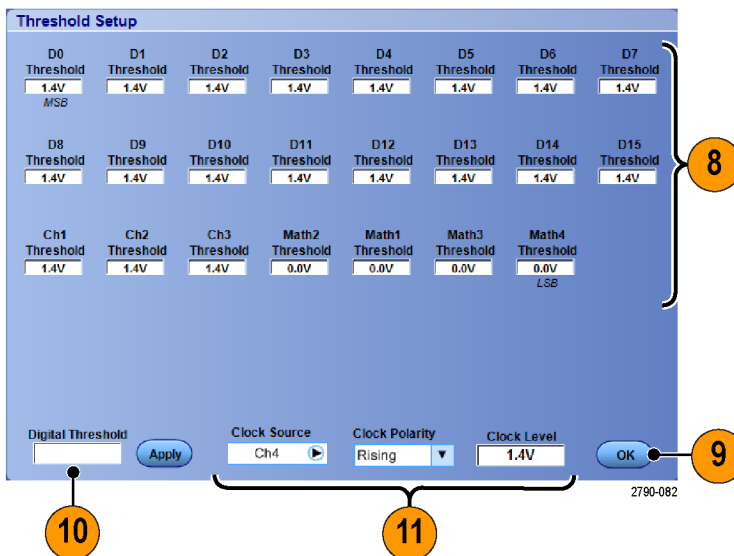 Threshold Setup
D0 D1 D2 D3 D4 D5 D6 D7
Threshold Threshold Threshold Threshold Threshold Threshold Threshold Threshold
1.4V 1.4V 1.4V 1.4V 1.4V 1.4V 1.4V 1.4V
MSB
D8 D9 D10 D11 D12 D13 D14 D15
Threshold Threshold Threshold Threshold Threshold Threshold Threshold Threshold
1.4V 1.4V 1.4V 1.4V 1.4V 1.4V 1.4V 1.4V
8
Ch1 Ch2 Ch3 Math2 Math1 Math3 Math4
Threshold Threshold Threshold Threshold Threshold Threshold Threshold
1.4V 1.4V 1.4V 0.0V 0.0V 0.0V 0.0V
LSB
Digital Threshold Clock Source Clock Polarity Clock Level
Apply Ch4 Rising 1.4V OK 9
2790-082
10 11